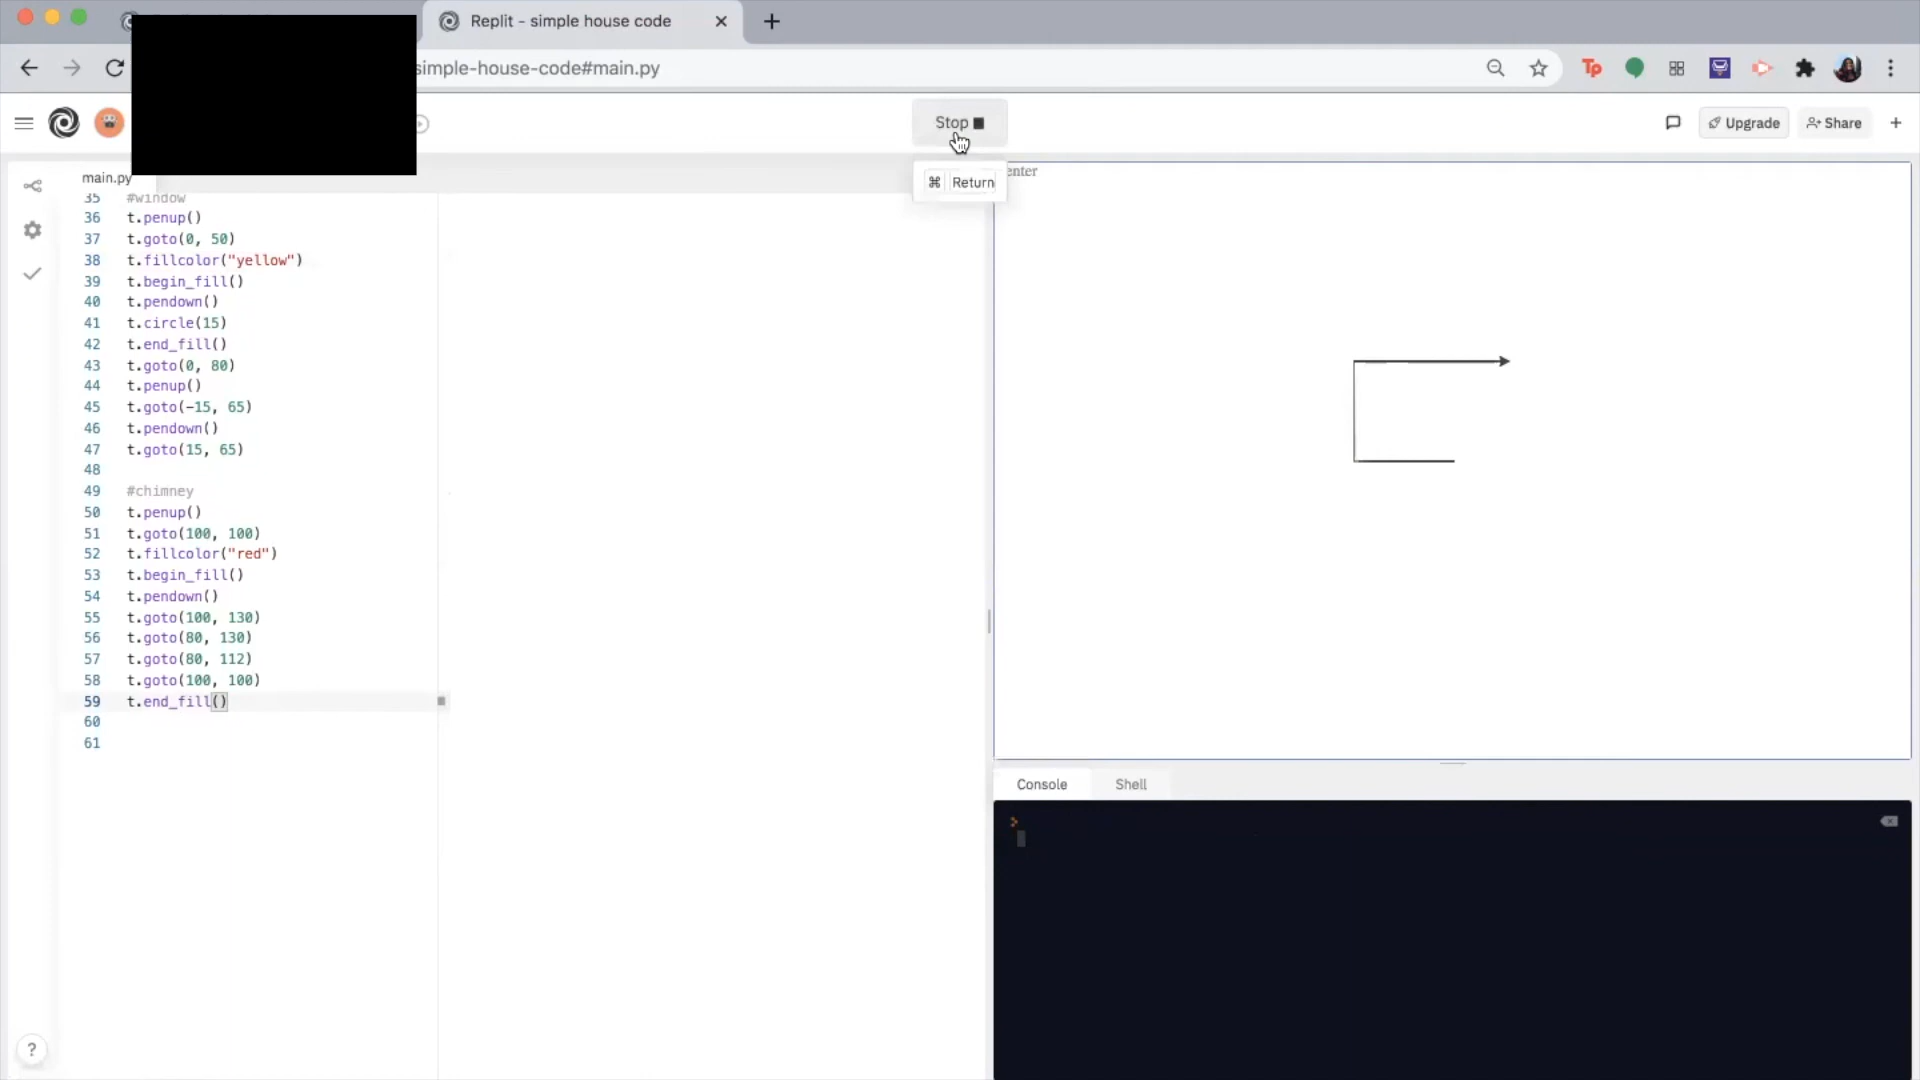 Replit - simple house code
simple-house-code#main.py
Tp
Stop
Upgrade
Share
⌘ Return
enter
main.py
35 #window
36 t.penup()
37 t.goto(0, 50)
38 t.fillcolor("yellow")
39 t.begin_fill()
40 t.pendown()
41 t.circle(15)
42 t.end_fill()
43 t.goto(0, 80)
44 t.penup()
45 t.goto(-15, 65)
46 t.pendown()
47 t.goto(15, 65)
48
49 #chimney
50 t.penup()
51 t.goto(100, 100)
52 t.fillcolor("red")
53 t.begin_fill()
54 t.pendown()
55 t.goto(100, 130)
56 t.goto(80, 130)
57 t.goto(80, 112)
58 t.goto(100, 100)
59 t.end_fill()
60
61
Console
Shell
>
?